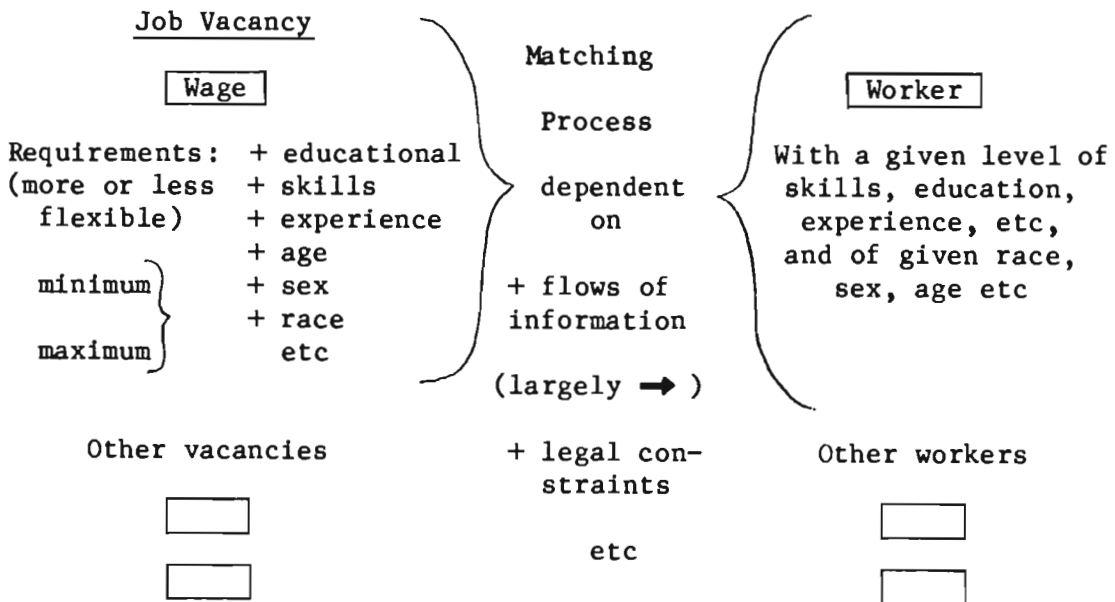 Job Vacancy
Wage
Requirements: + educational
(more or less + skills
flexible) + experience
+ age
minimum + sex
+ race
maximum etc
Other vacancies
Matching
Process
dependent
on
+ flows of
information
(largely → )
+ legal con-
straints
etc
Worker
With a given level of
skills, education,
experience, etc,
and of given race,
sex, age etc
Other workers